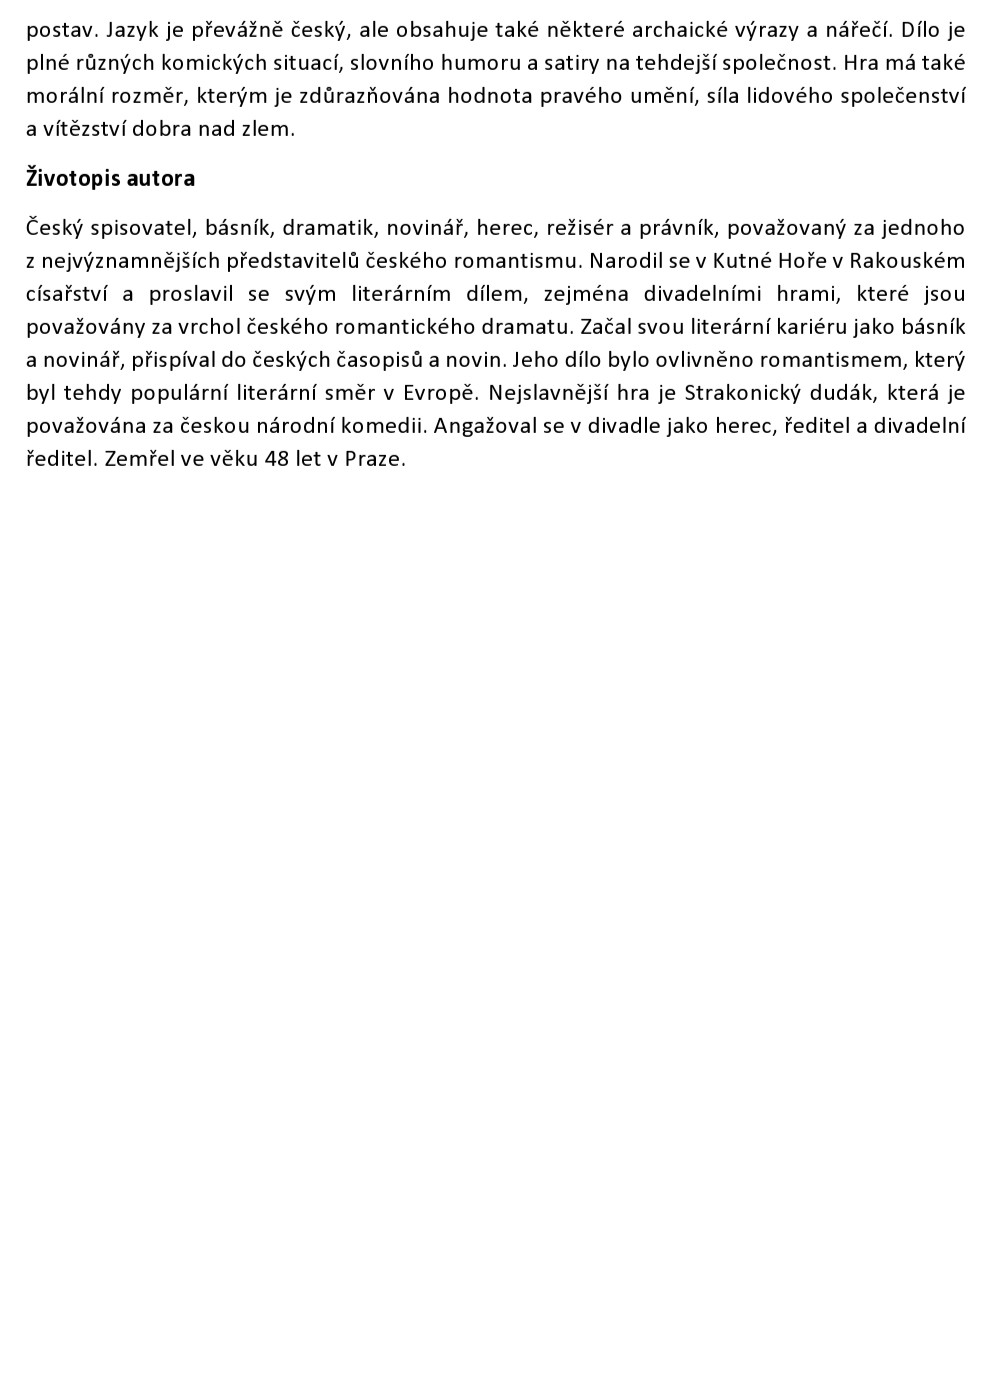 postav. Jazyk je převážně český, ale obsahuje také některé archaické výrazy a nářečí. Dílo je
plné různých komických situací, slovního humoru a satiry na tehdejší společnost. Hra má také
morální rozměr, kterým je zdůrazňována hodnota pravého umění, síla lidového společenství
a vítězství dobra nad zlem.
Životopis autora
Český spisovatel, básník, dramatik, novinář, herec, režisér a právník, považovaný za jednoho
z nejvýznamnějších představitelů českého romantismu. Narodil se v Kutné Hoře v Rakouském
císařství a proslavil se svým literárním dílem, zejména divadelními hrami, které jsou
považovány za vrchol českého romantického dramatu. Začal svou literární kariéru jako básník
a novinář, přispíval do českých časopisů a novin. Jeho dílo bylo ovlivněno romantismem, který
byl tehdy populární literární směr v Evropě. Nejslavnější hra je Strakonický dudák, která je
považována za českou národní komedii. Angažoval se v divadle jako herec, ředitel a divadelní
ředitel. Zemřel ve věku 48 let v Praze.